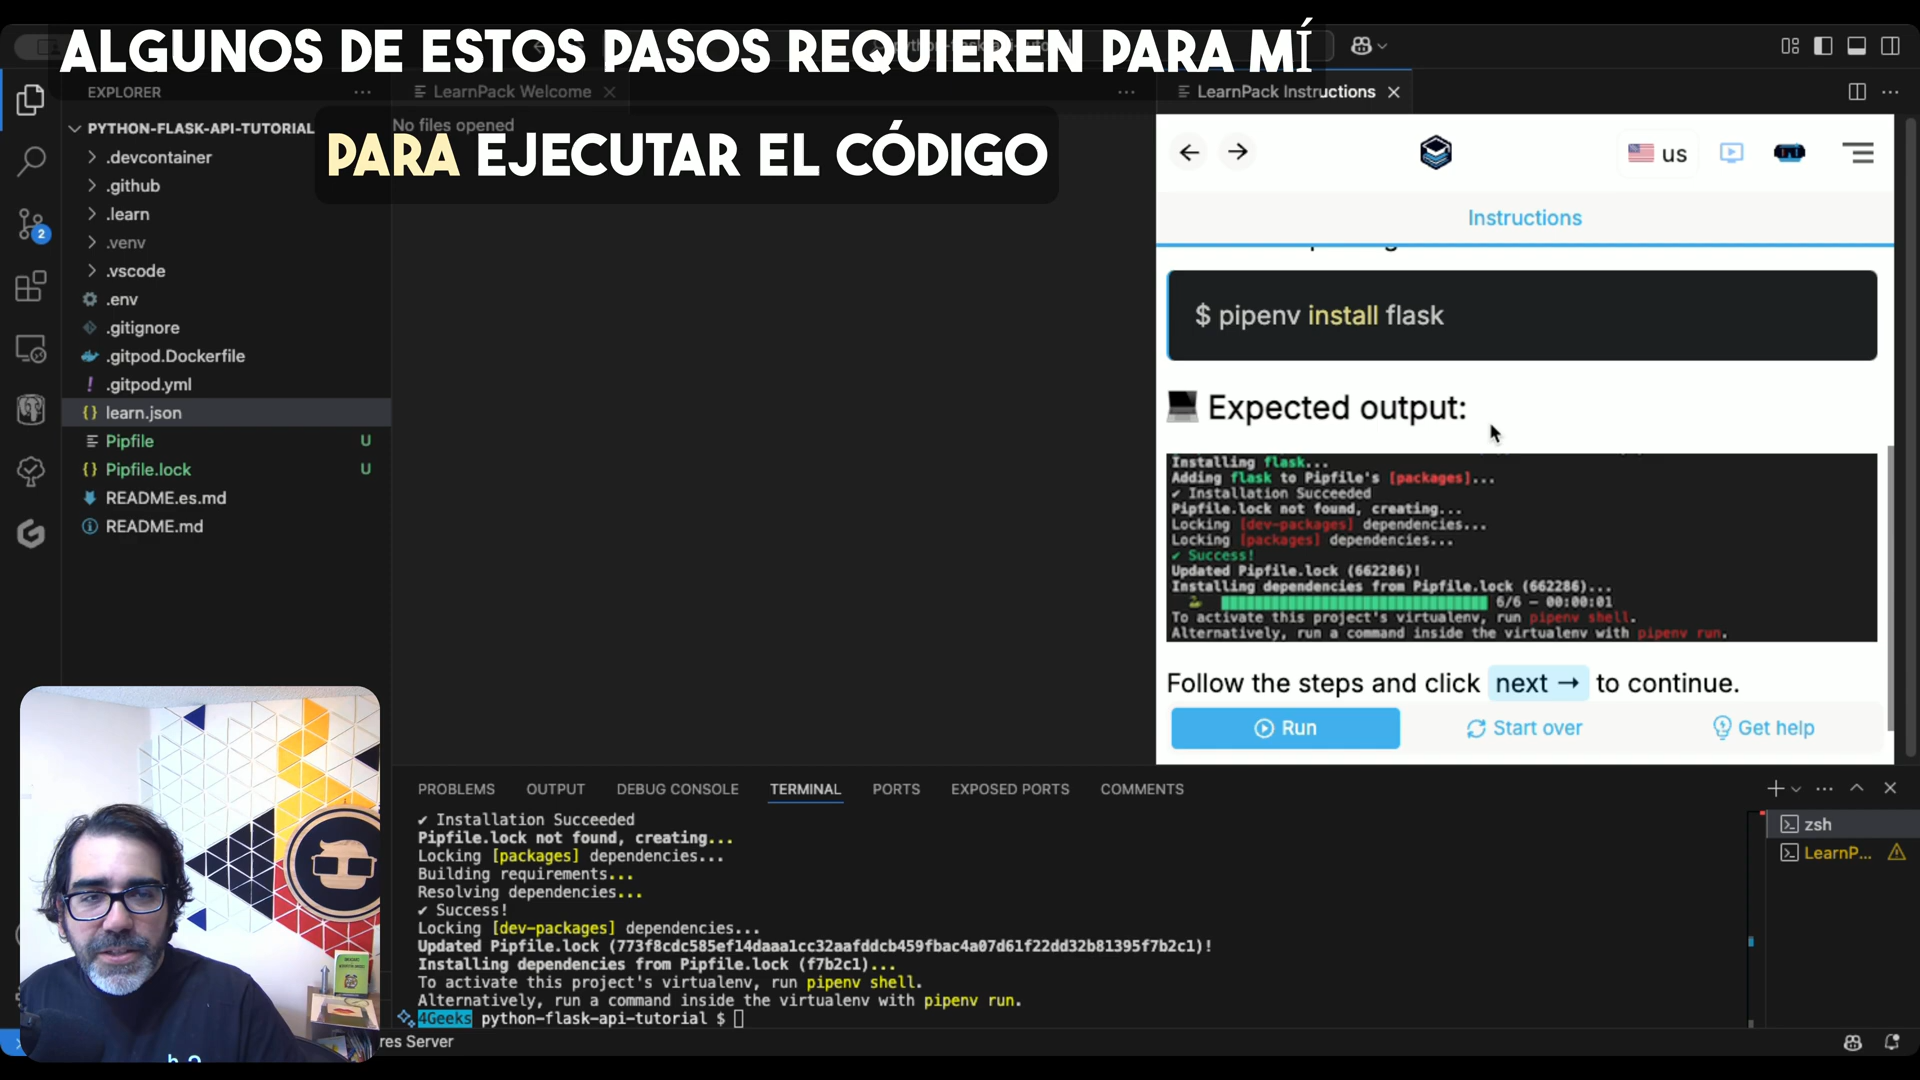 ALGUNOS DE ESTOS PASOS REQUIEREN PARA MÍ
PARA EJECUTAR EL CÓDIGO
EXPLORER
PYTHON-FLASK-API-TUTORIAL
.devcontainer
.github
.learn
.venv
.vscode
.env
.gitignore
.gitpod.Dockerfile
.gitpod.yml
learn.json
Pipfile U
Pipfile.lock U
README.es.md
README.md
2
LearnPack Welcome
No files opened
LearnPack Instructions
us
Instructions
$ pipenv install flask
Expected output:
Installing flask...
Adding flask to Pipfile's [packages]...
✔ Installation Succeeded
Pipfile.lock not found, creating...
Locking [dev-packages] dependencies...
Locking [packages] dependencies...
✔ Success!
Updated Pipfile.lock (662286)!
Installing dependencies from Pipfile.lock (662286)...
6/6 — 00:00:01
To activate this project's virtualenv, run pipenv shell.
Alternatively, run a command inside the virtualenv with pipenv run.
Follow the steps and click next → to continue.
Run Start over Get help
PROBLEMS OUTPUT DEBUG CONSOLE TERMINAL PORTS EXPOSED PORTS COMMENTS
✔ Installation Succeeded
Pipfile.lock not found, creating...
Locking [packages] dependencies...
Building requirements...
Resolving dependencies...
✔ Success!
Locking [dev-packages] dependencies...
Updated Pipfile.lock (773f8cdc585ef14daaa1cc32aafddcb459fbac4a07d61f22dd32b81395f7b2c1)!
Installing dependencies from Pipfile.lock (f7b2c1)...
To activate this project's virtualenv, run pipenv shell.
Alternatively, run a command inside the virtualenv with pipenv run.
4Geeks python-flask-api-tutorial $
zsh
LearnP...
res Server